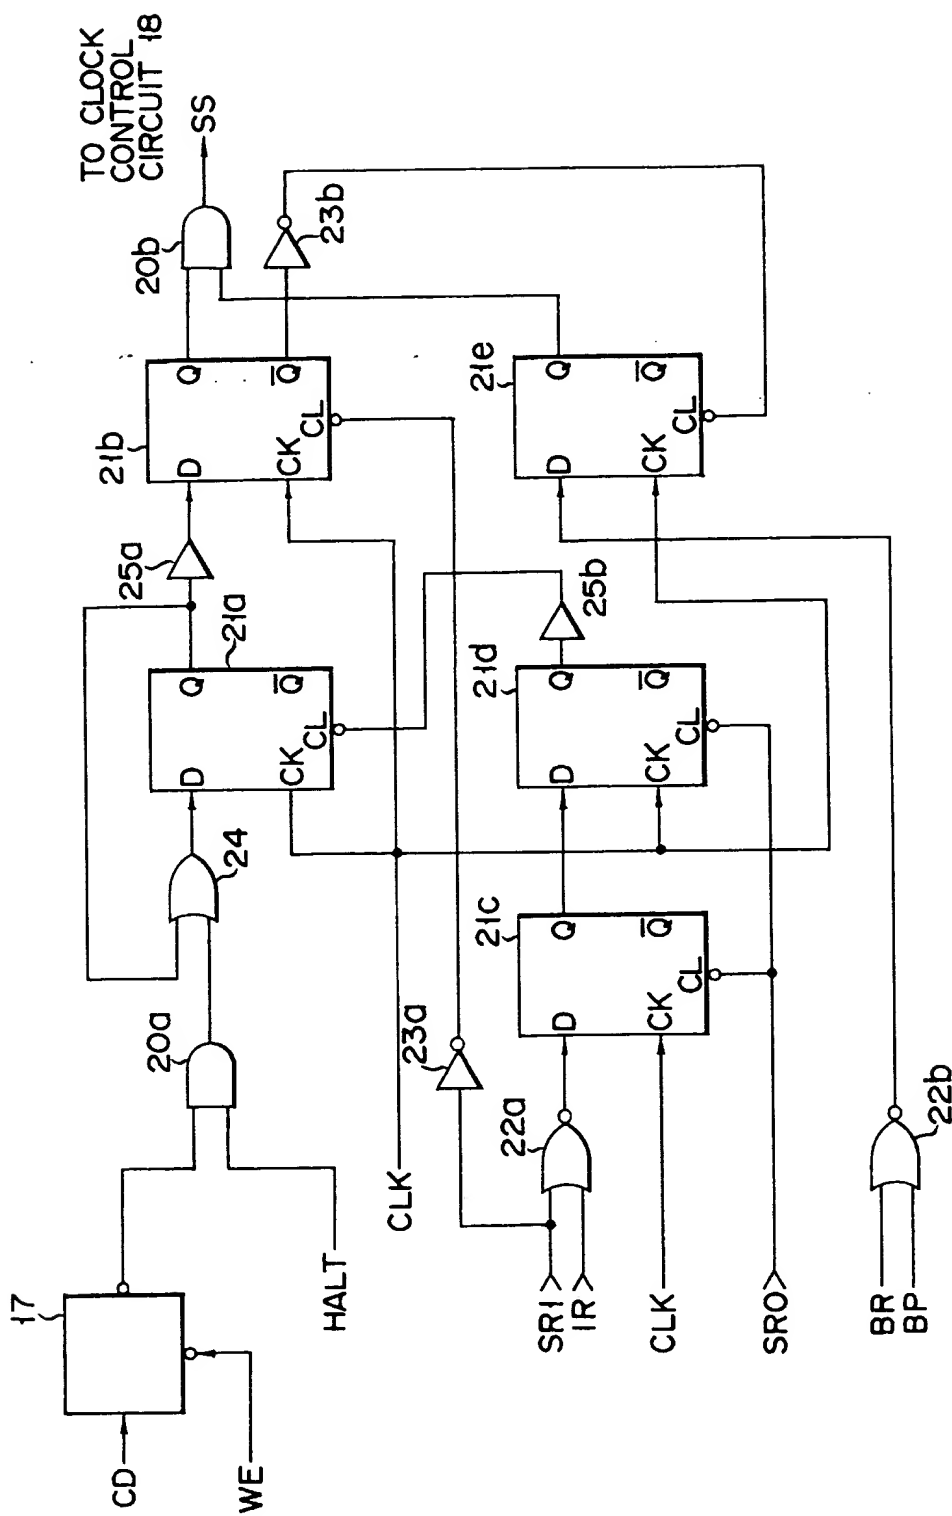 TO CLOCK
CONTROL
CIRCUIT 18
SS
20b
23b
21b
D
Q
Q̅
CK
CL
25a
21a
D
Q
Q̅
CK
CL
24
20a
17
CD
WE
HALT
CLK
21e
D
Q
Q̅
CK
CL
25b
21d
D
Q
Q̅
CK
CL
21c
D
Q
Q̅
CK
CL
23a
22a
SR1
IR
CLK
SRO
BR
BP
22b